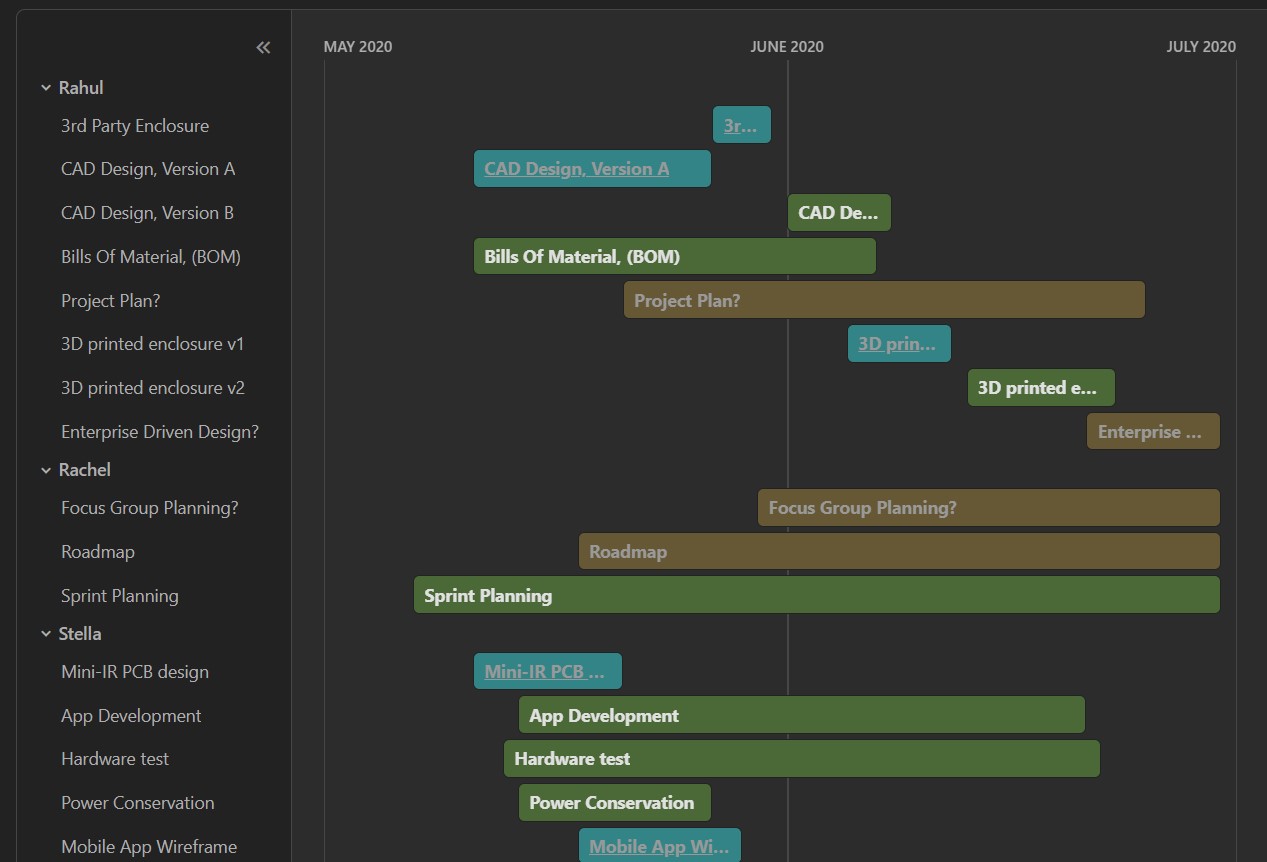 MAY 2020 JUNE 2020 JULY 2020
Rahul
3rd Party Enclosure 3r...
CAD Design, Version A CAD Design, Version A
CAD Design, Version B CAD De...
Bills Of Material, (BOM) Bills Of Material, (BOM)
Project Plan? Project Plan?
3D printed enclosure v1 3D prin...
3D printed enclosure v2 3D printed e...
Enterprise Driven Design? Enterprise ...
Rachel
Focus Group Planning? Focus Group Planning?
Roadmap Roadmap
Sprint Planning Sprint Planning
Stella
Mini-IR PCB design Mini-IR PCB ...
App Development App Development
Hardware test Hardware test
Power Conservation Power Conservation
Mobile App Wireframe Mobile App Wi...